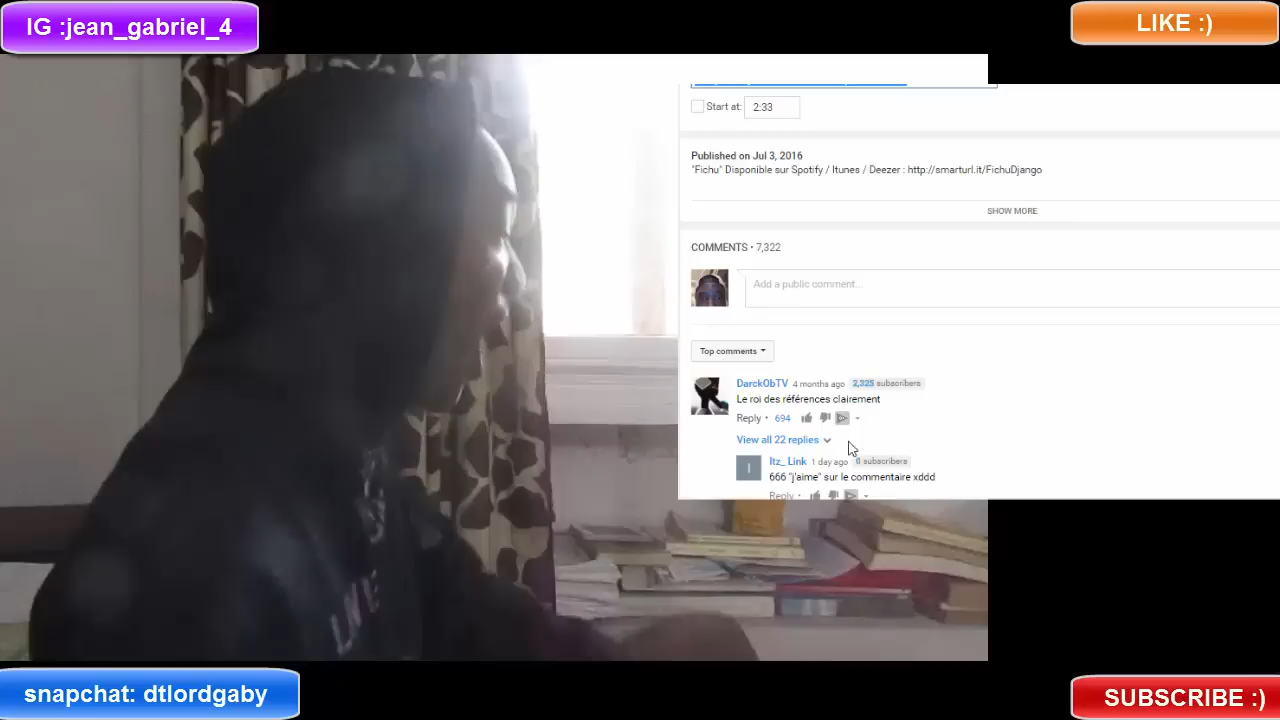 IG :jean_gabriel_4
LIKE :)
Start at: 2:33
Published on Jul 3, 2016
"Fichu" Disponible sur Spotify / Itunes / Deezer : http://smarturl.it/FichuDjango
SHOW MORE
COMMENTS • 7,322
Add a public comment...
Top comments
DarckObTV 4 months ago 2,325 subscribers
Le roi des références clairement
Reply • 694
View all 22 replies
I
Itz_ Link 1 day ago 0 subscribers
666 "j'aime" sur le commentaire xddd
Reply •
snapchat: dtlordgaby
SUBSCRIBE :)